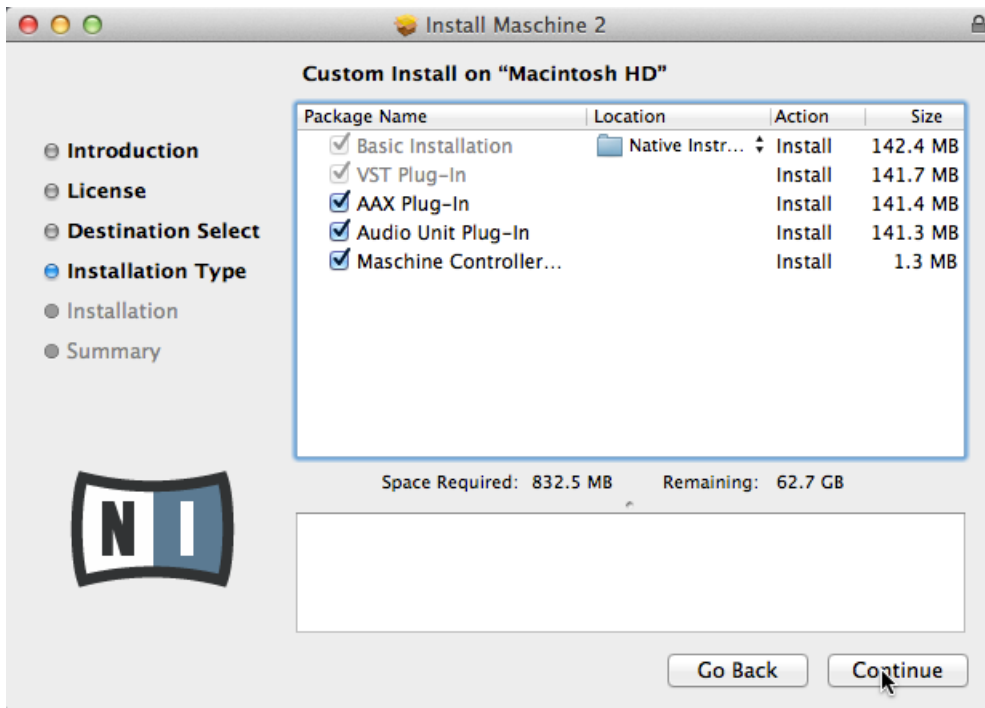 Install Maschine 2
Custom Install on “Macintosh HD”
Introduction
License
Destination Select
Installation Type
Installation
Summary
Package Name Location Action Size
Basic Installation Native Instr... Install 142.4 MB
VST Plug-In Install 141.7 MB
AAX Plug-In Install 141.4 MB
Audio Unit Plug-In Install 141.3 MB
Maschine Controller... Install 1.3 MB
Space Required: 832.5 MB Remaining: 62.7 GB
NI
Go Back Continue